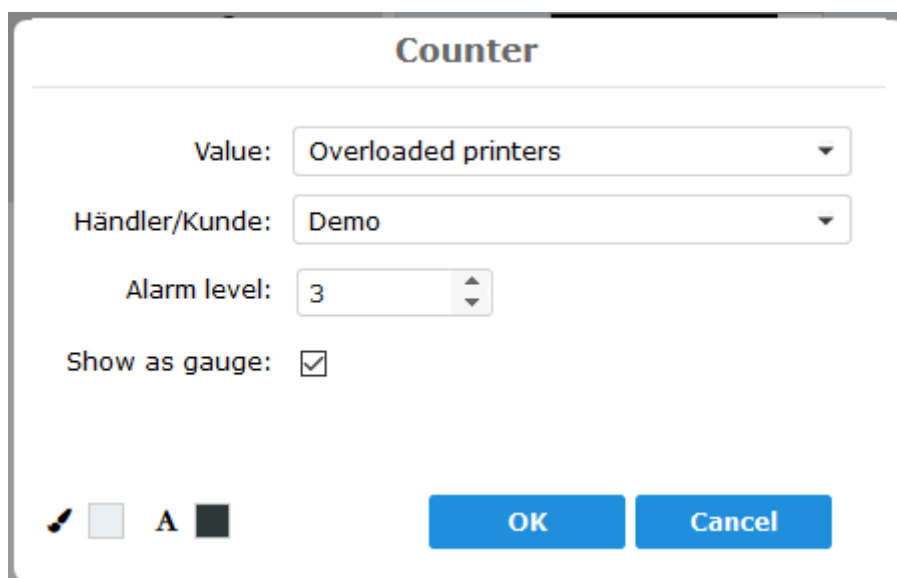 Counter
Value: Overloaded printers
Händler/Kunde: Demo
Alarm level: 3
Show as gauge:
A OK Cancel